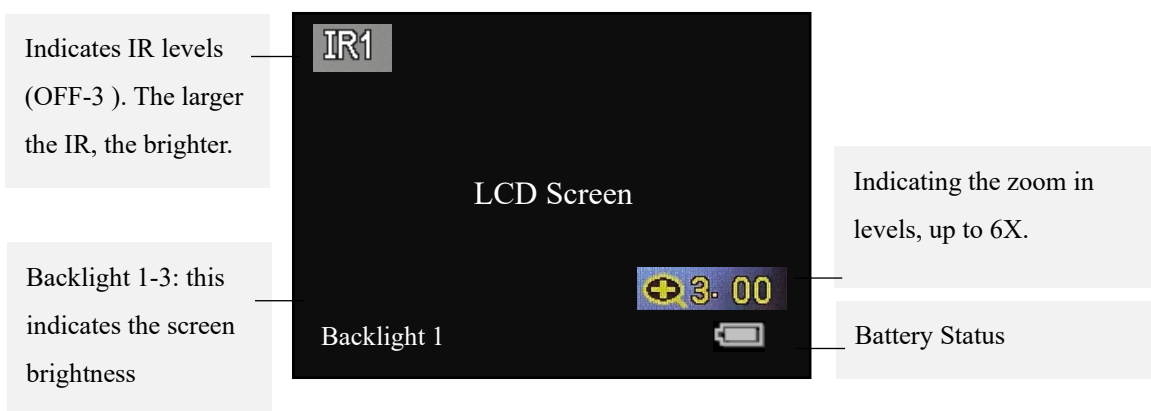 Indicates IR levels
(OFF-3 ). The larger
the IR, the brighter.
IR1
LCD Screen
Indicating the zoom in
levels, up to 6X.
Backlight 1-3: this
indicates the screen
brightness
3.00
Backlight 1
Battery Status